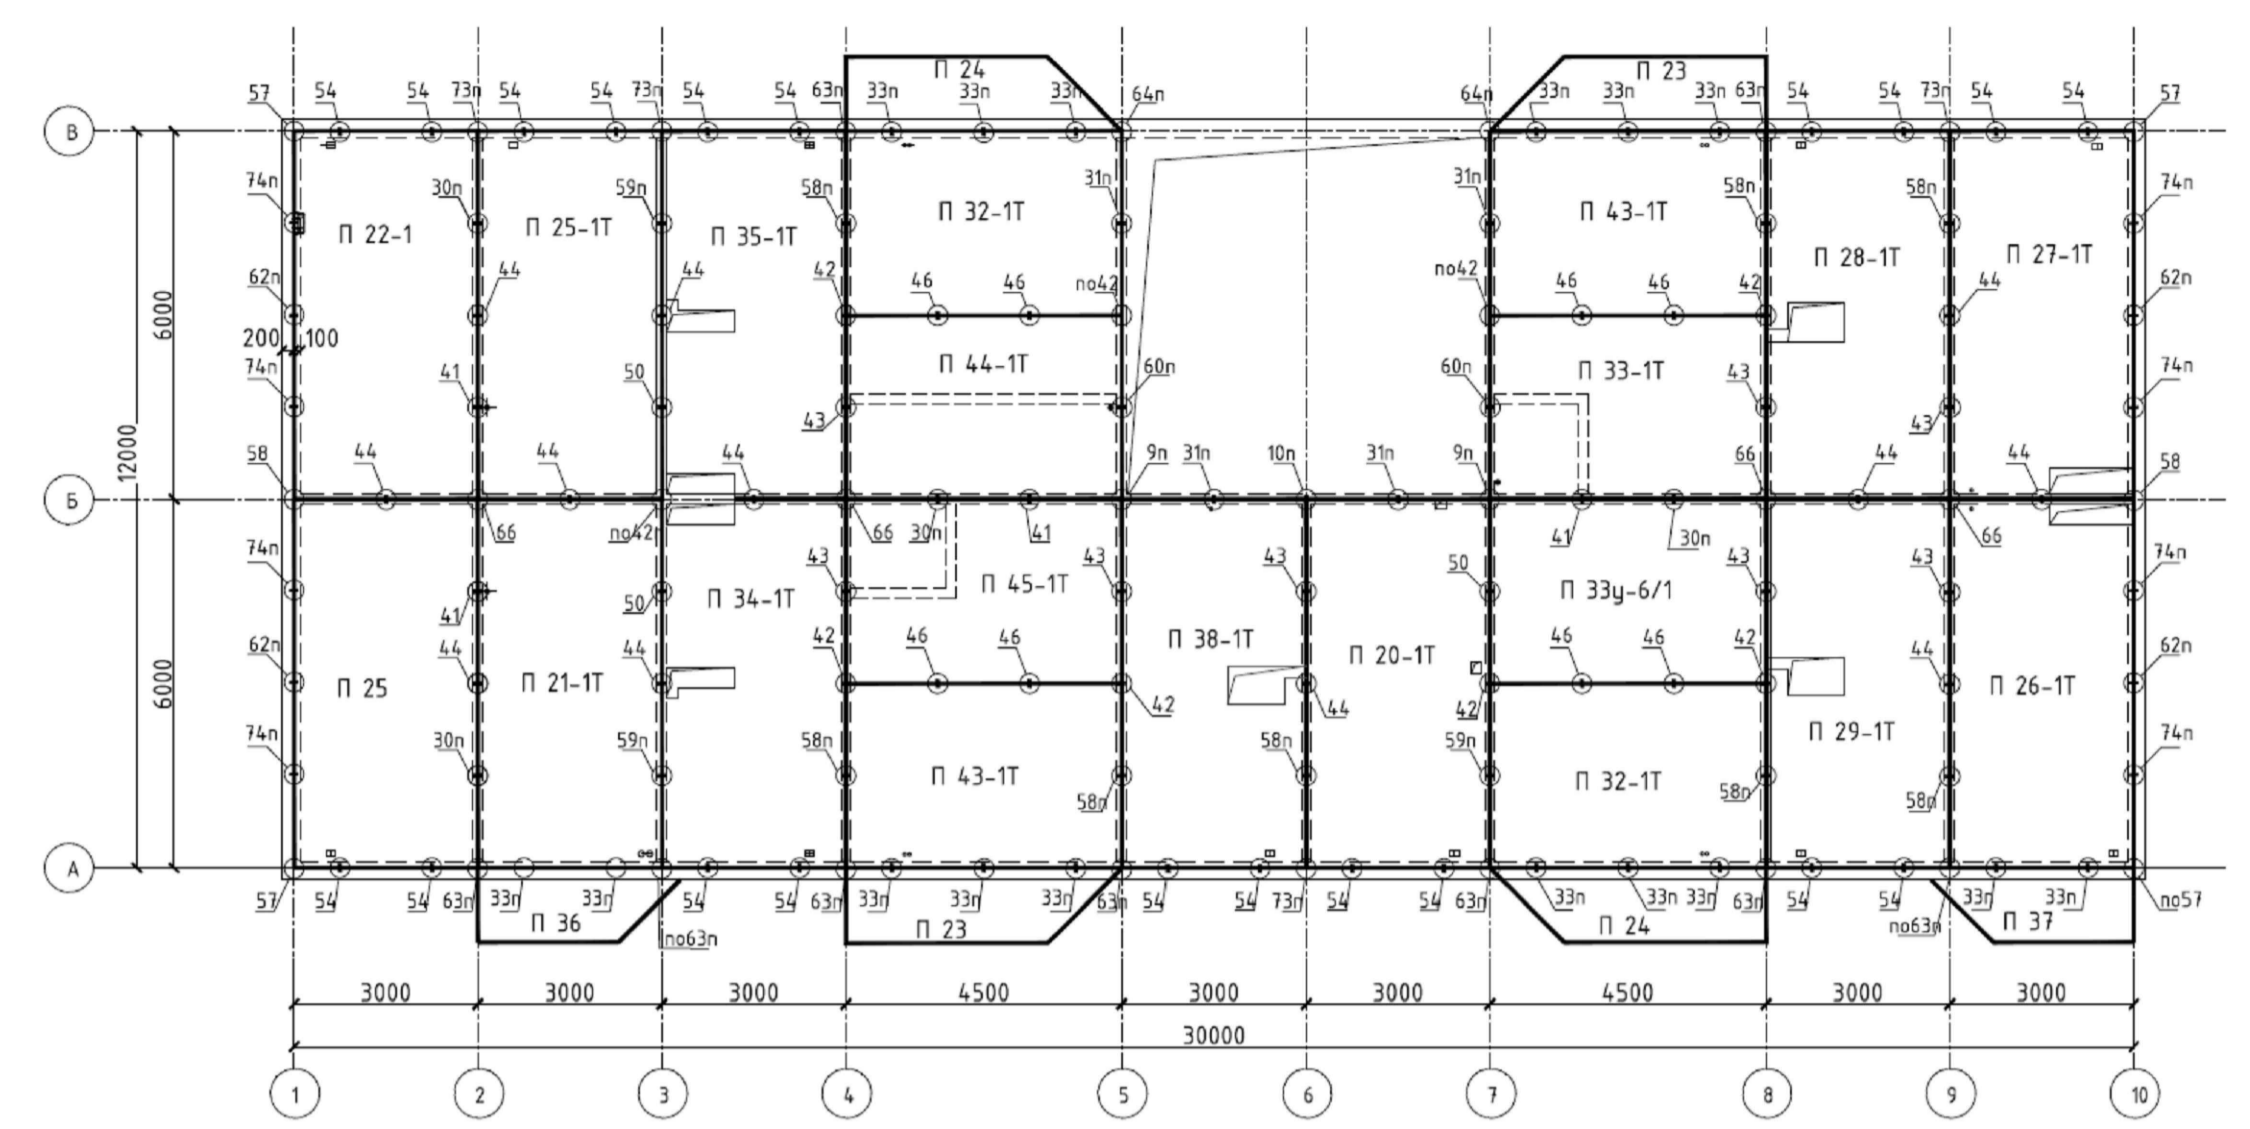 П 24
П 23
57 54 54 73п 54 54 73п 54 54 63п 33п 33п 33п 64п 64п 33п 33п 33п 63п 54 54 73п 54 54 57
В
74п 30п 59п 58п 31п 31п 58п 58п 74п
П 22-1 П 25-1Т П 35-1Т П 32-1Т П 43-1Т П 28-1Т П 27-1Т
62п 44 44 42 46 46 по42 по42 46 46 42 44 62п
6000
200 100
74п 41 50 43 П 44-1Т 60п 60п П 33-1Т 43 43 74п
12000
58 44 44 44 9п 31п 10п 31п 9п 66 44 44 58
Б
66 по42 66 30п 41 41 30п 66
74п 41 50 43 П 45-1Т 43 43 50 П 33у-6/1 43 43 74п
П 34-1Т
6000
62п 44 44 42 46 46 42 П 38-1Т 44 П 20-1Т 42 46 46 42 44 62п
П 25 П 21-1Т П 26-1Т
П 29-1Т
74п 30п 59п 58п П 43-1Т 58п 58п 59п П 32-1Т 58п 58п 74п
А
57 54 54 63п 33п 33п 54 54 63п 33п 33п 33п 63п 54 54 73п 54 54 63п 33п 33п 33п 63п 54 54 33п 33п по57
П 36 по63п П 23 П 24 по63п П 37
3000 3000 3000 4500 3000 3000 4500 3000 3000
30000
1 2 3 4 5 6 7 8 9 10